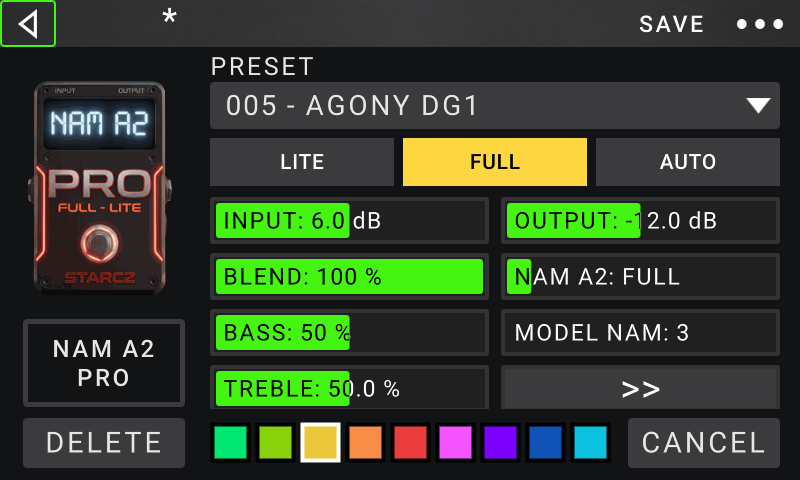 *
SAVE
PRESET
005 - AGONY DG1
LITE
FULL
AUTO
INPUT
OUTPUT
NAM A2
PRO
FULL - LITE
STARCZ
INPUT: 6.0 dB
OUTPUT: -12.0 dB
BLEND: 100 %
NAM A2: FULL
BASS: 50 %
MODEL NAM: 3
TREBLE: 50.0 %
>>
NAM A2
PRO
DELETE
CANCEL